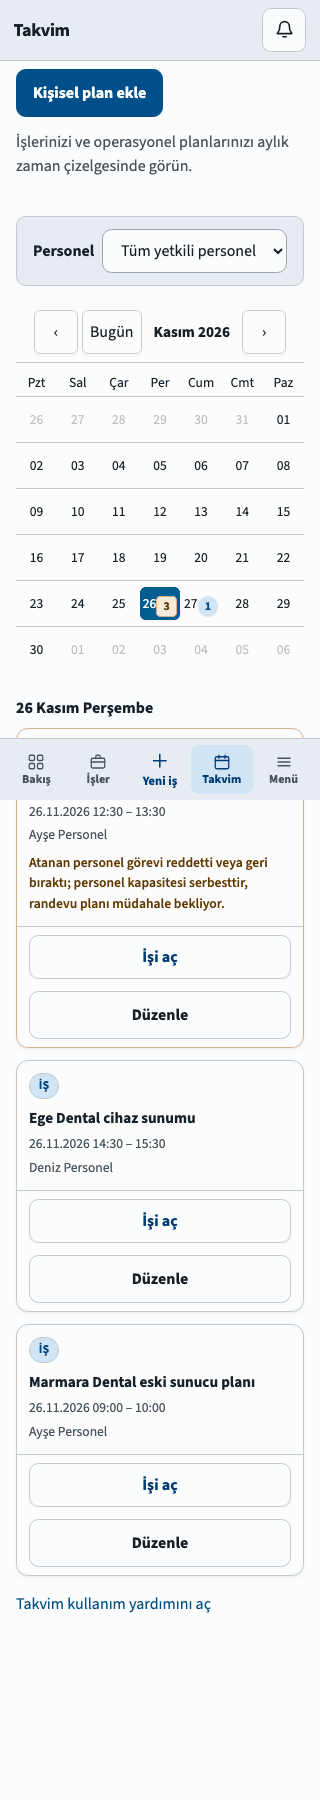 Takvim
Kişisel plan ekle
İşlerinizi ve operasyonel planlarınızı aylık
zaman çizelgesinde görün.
Personel Tüm yetkili personel
‹ Bugün Kasım 2026 ›
Pzt Sal Çar Per Cum Cmt Paz
26 27 28 29 30 31 01
02 03 04 05 06 07 08
09 10 11 12 13 14 15
16 17 18 19 20 21 22
23 24 25 26 3 27 1 28 29
30 01 02 03 04 05 06
26 Kasım Perşembe
Bakış İşler Yeni iş Takvim Menü
26.11.2026 12:30 – 13:30
Ayşe Personel
Atanan personel görevi reddetti veya geri
bıraktı; personel kapasitesi serbesttir,
randevu planı müdahale bekliyor.
İşi aç
Düzenle
İŞ
Ege Dental cihaz sunumu
26.11.2026 14:30 – 15:30
Deniz Personel
İşi aç
Düzenle
İŞ
Marmara Dental eski sunucu planı
26.11.2026 09:00 – 10:00
Ayşe Personel
İşi aç
Düzenle
Takvim kullanım yardımını aç